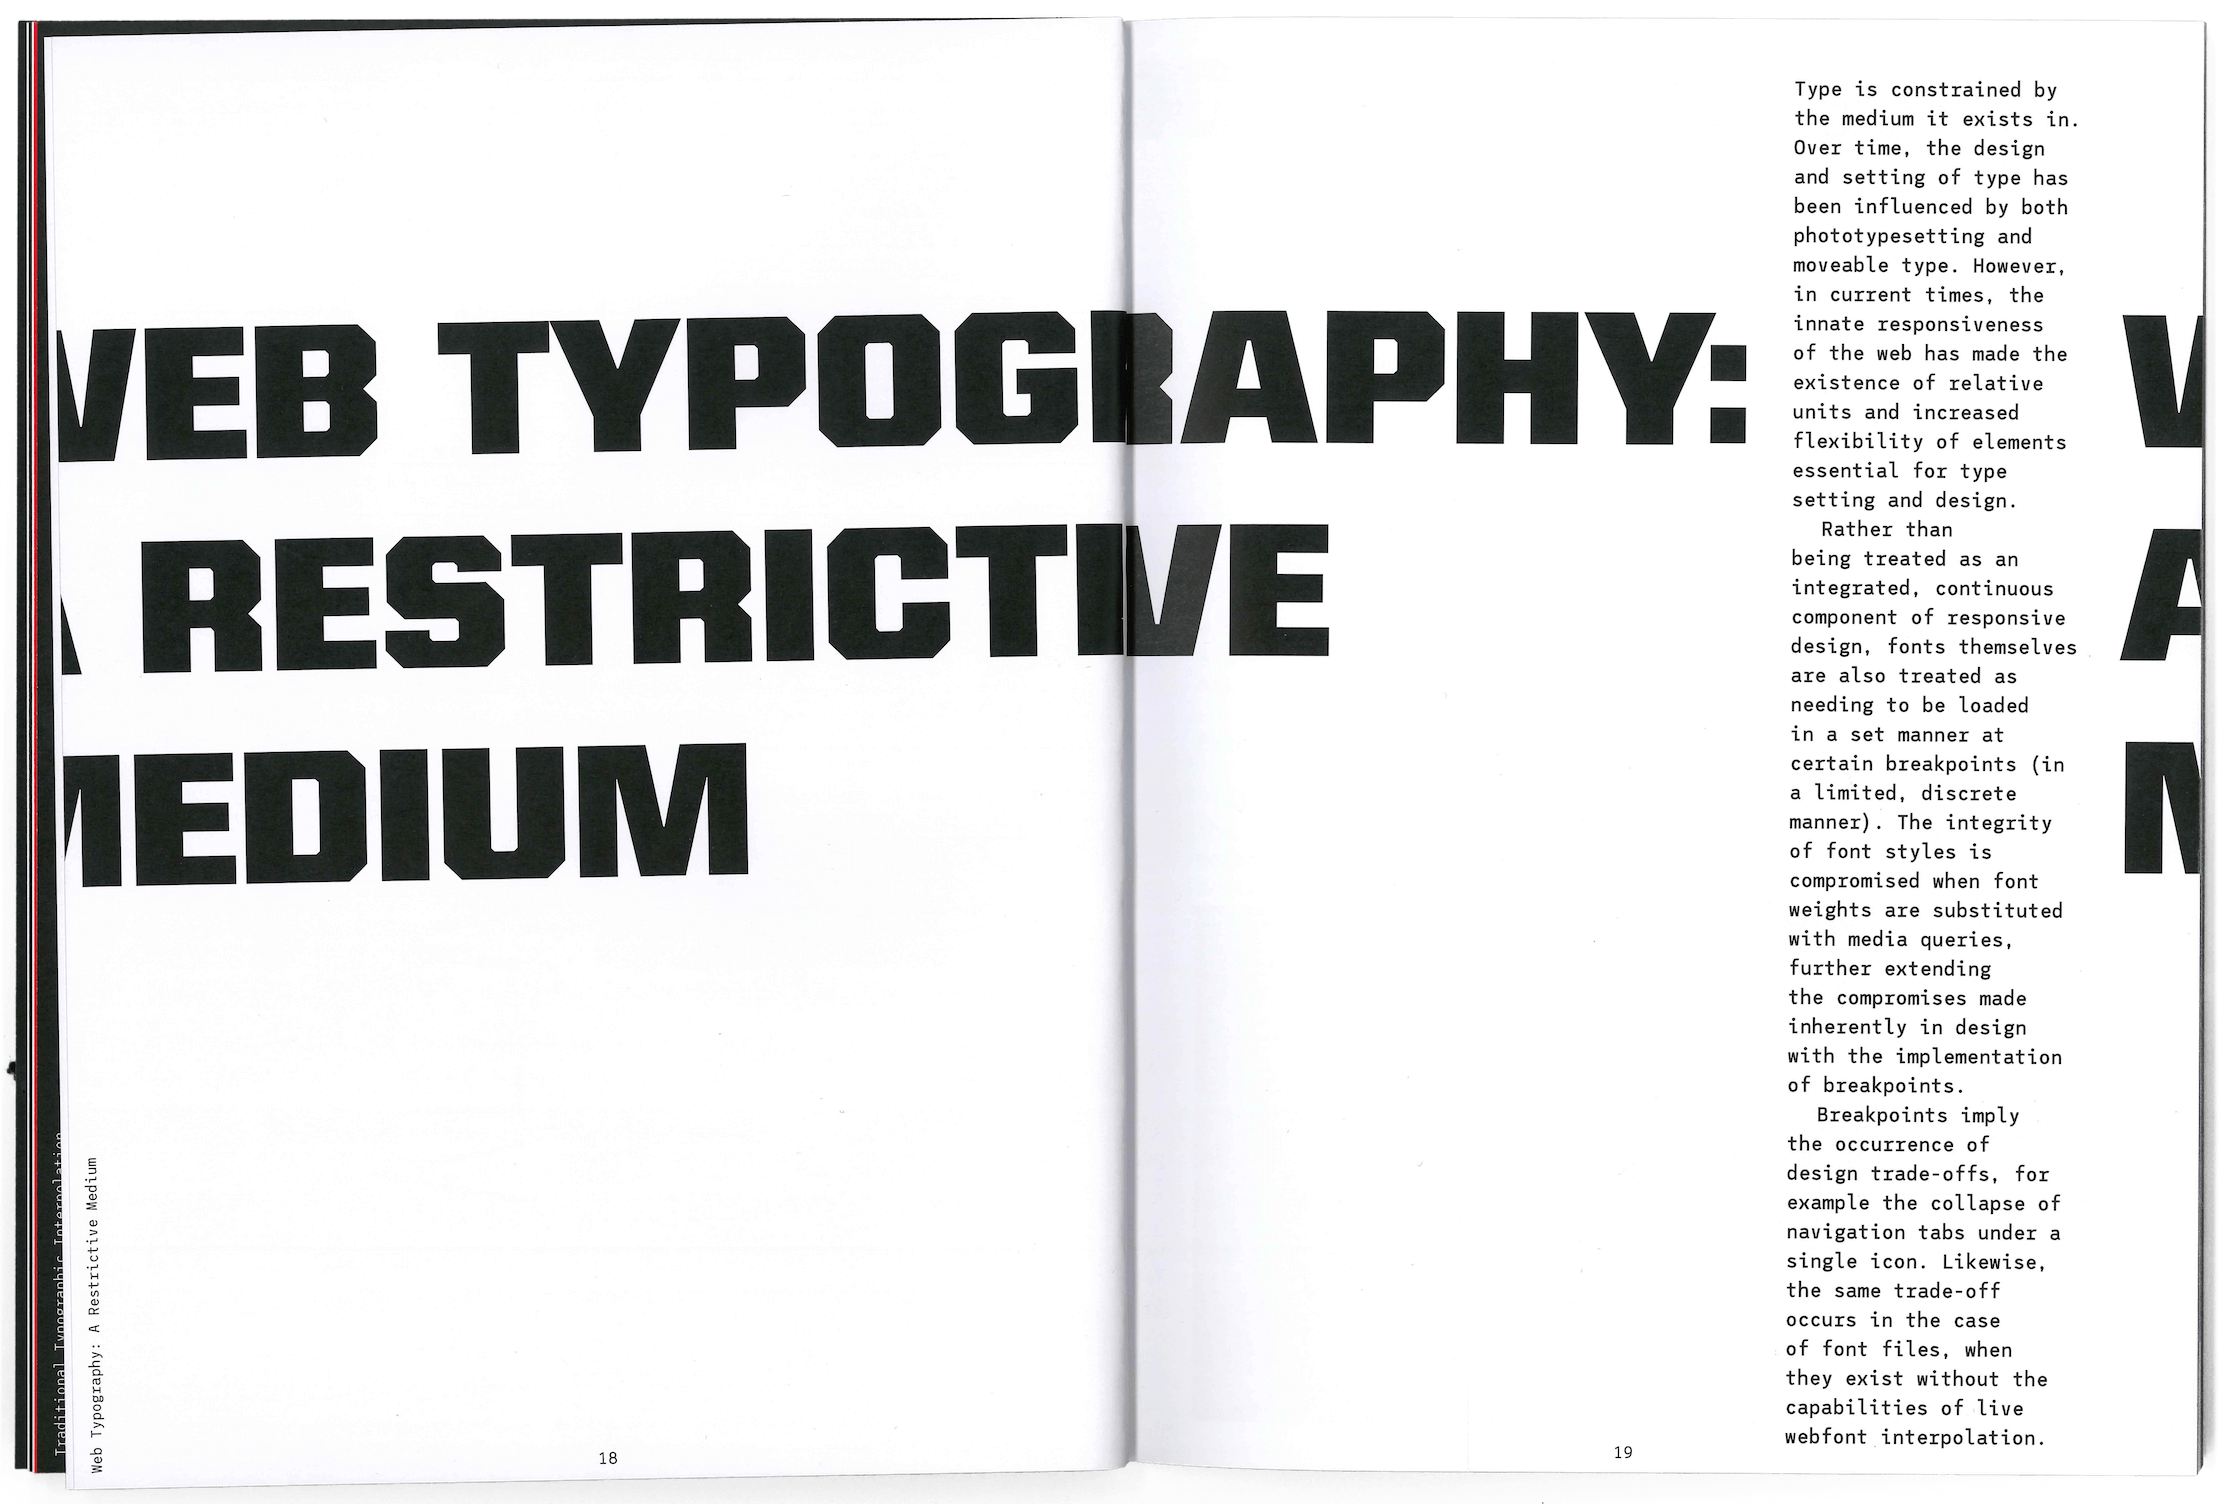 WEB TYPOGRAPHY:
A RESTRICTIVE
MEDIUM
Type is constrained by
the medium it exists in.
Over time, the design
and setting of type has
been influenced by both
phototypesetting and
moveable type. However,
in current times, the
innate responsiveness
of the web has made the
existence of relative
units and increased
flexibility of elements
essential for type
setting and design.
Rather than
being treated as an
integrated, continuous
component of responsive
design, fonts themselves
are also treated as
needing to be loaded
in a set manner at
certain breakpoints (in
a limited, discrete
manner). The integrity
of font styles is
compromised when font
weights are substituted
with media queries,
further extending
the compromises made
inherently in design
with the implementation
of breakpoints.
Breakpoints imply
the occurrence of
design trade-offs, for
example the collapse of
navigation tabs under a
single icon. Likewise,
the same trade-off
occurs in the case
of font files, when
they exist without the
capabilities of live
webfont interpolation.
W
A
M
Traditional Typographic Interpolation
Web Typography: A Restrictive Medium
18
19